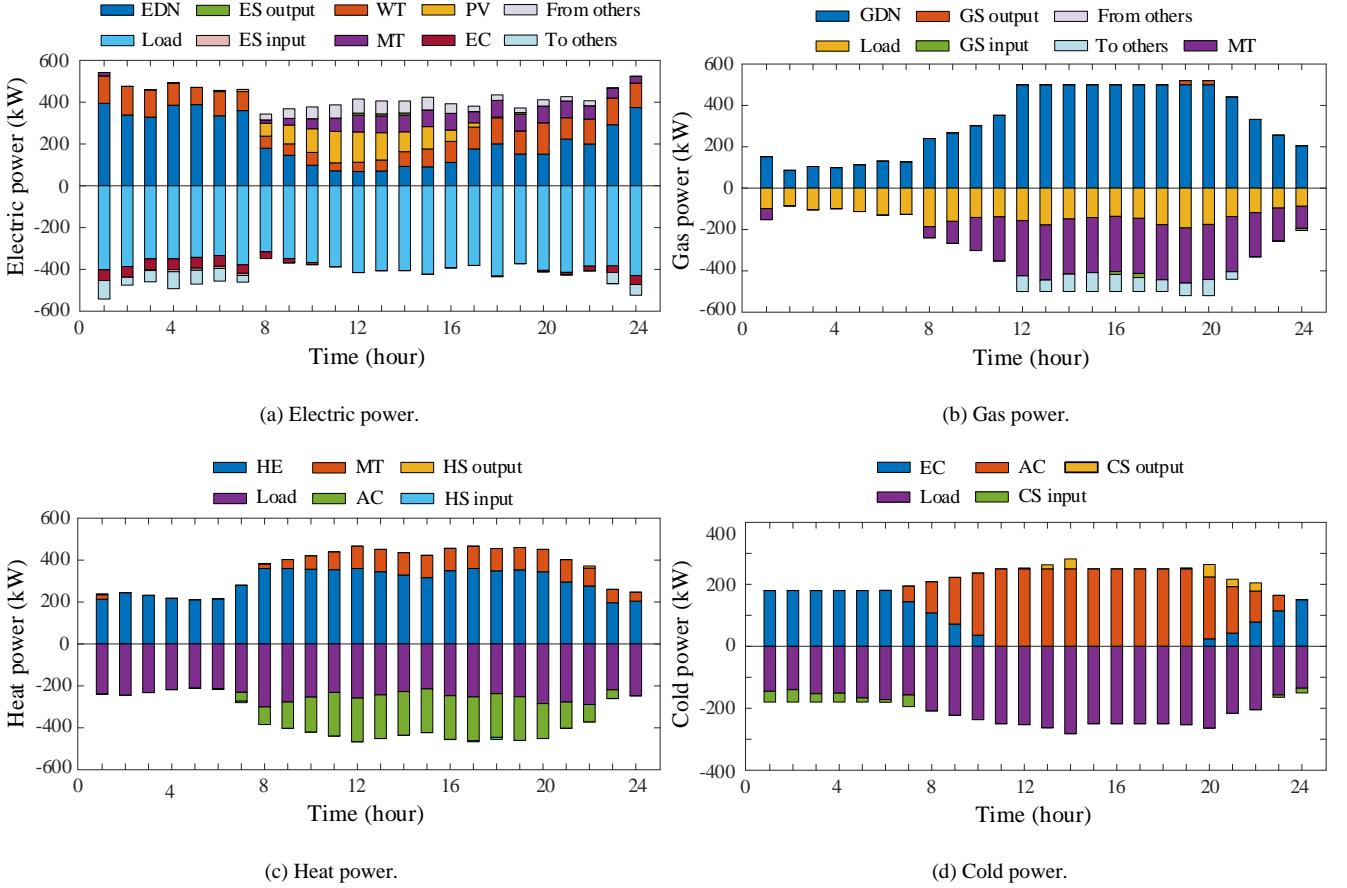 EDN ES output WT PV From others
Load ES input MT EC To others
600
400
200
0
-200
-400
-600
0 4 8 12 16 20 24
Electric power (kW)
Time (hour)
(a) Electric power.
GDN GS output From others
Load GS input To others MT
600
400
200
0
-200
-400
-600
0 4 8 12 16 20 24
Gas power (kW)
Time (hour)
(b) Gas power.
HE MT HS output
Load AC HS input
600
400
200
0
-200
-400
-600
0 4 8 12 16 20 24
Heat power (kW)
Time (hour)
(c) Heat power.
EC AC CS output
Load CS input
400
200
0
-200
-400
0 4 8 12 16 20 24
Cold power (kW)
Time (hour)
(d) Cold power.